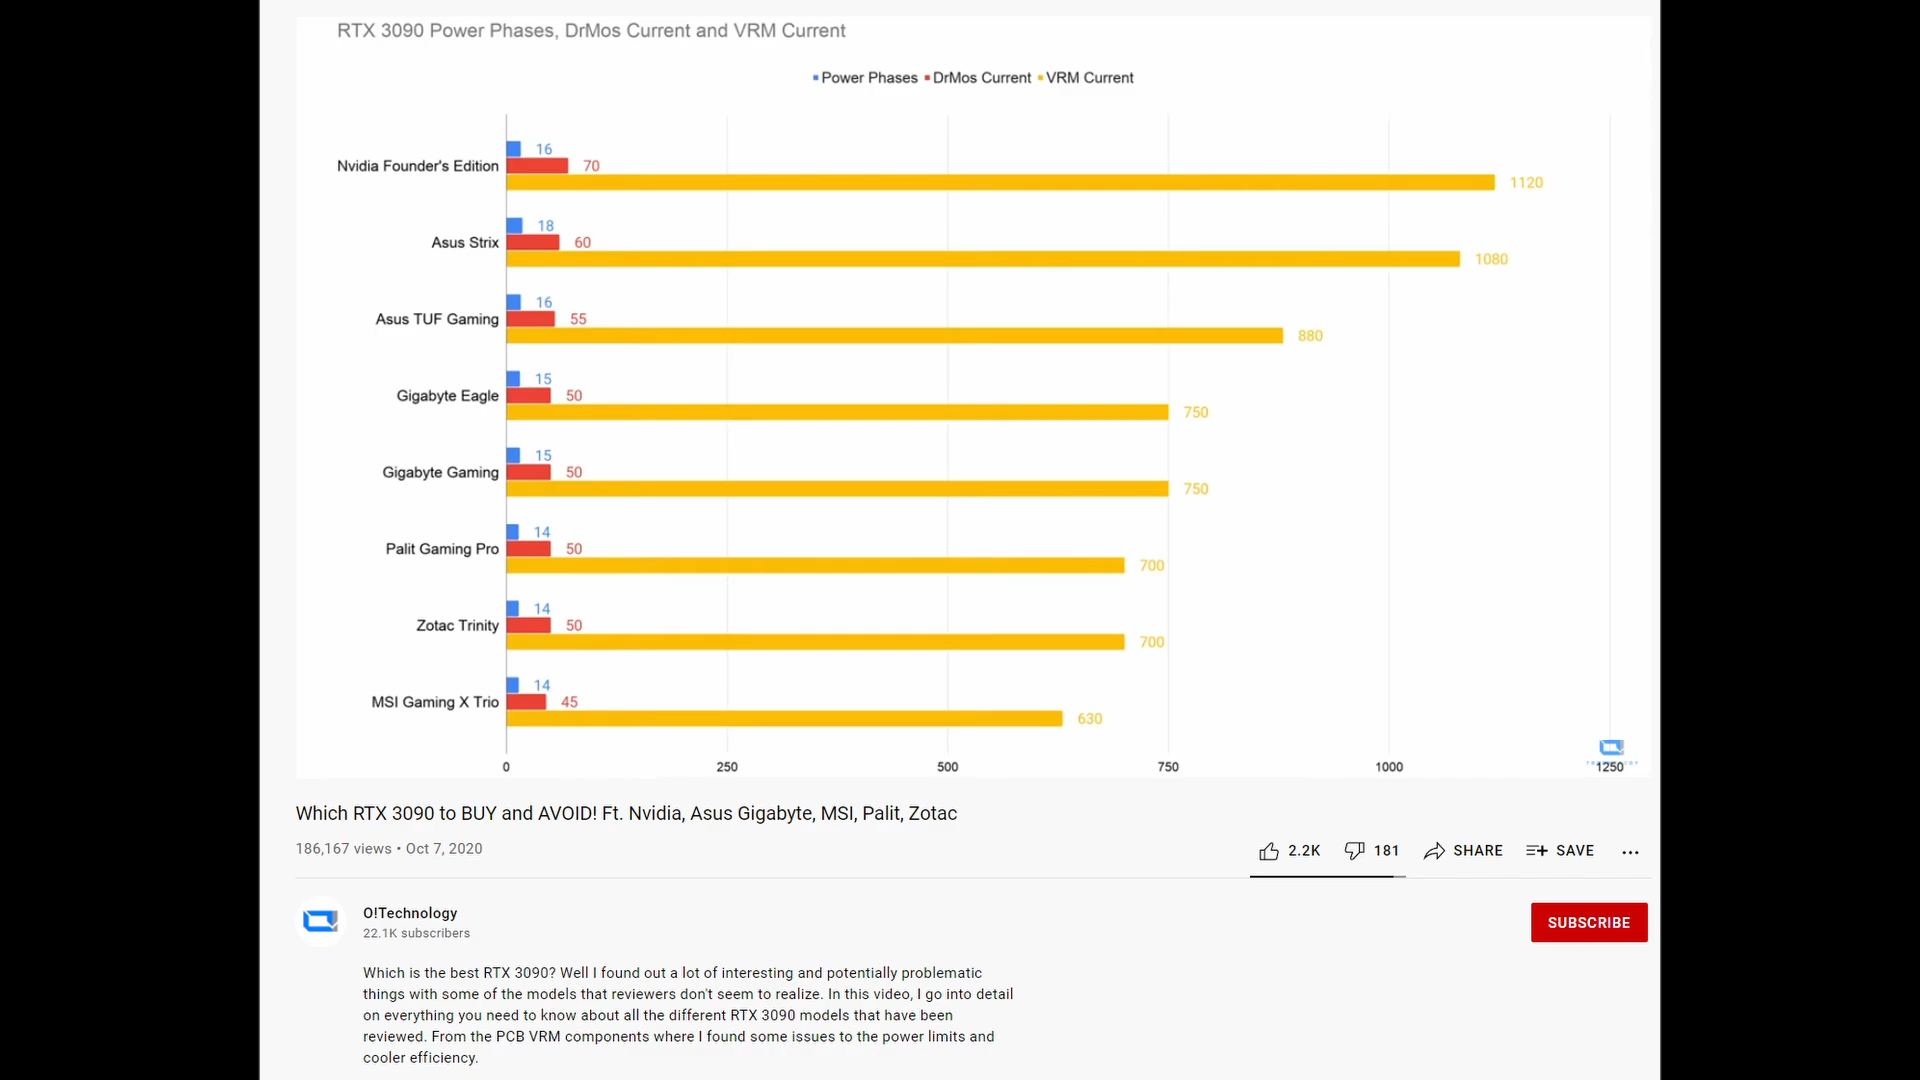 RTX 3090 Power Phases, DrMos Current and VRM Current
Power Phases DrMos Current VRM Current
Nvidia Founder's Edition 16 70 1120
Asus Strix 18 60 1080
Asus TUF Gaming 16 55 880
Gigabyte Eagle 15 50 750
Gigabyte Gaming 15 50 750
Palit Gaming Pro 14 50 700
Zotac Trinity 14 50 700
MSI Gaming X Trio 14 45 630
0 250 500 750 1000 1250
Which RTX 3090 to BUY and AVOID! Ft. Nvidia, Asus Gigabyte, MSI, Palit, Zotac
186,167 views • Oct 7, 2020
2.2K 181 SHARE SAVE ...
O!Technology
22.1K subscribers
SUBSCRIBE
Which is the best RTX 3090? Well I found out a lot of interesting and potentially problematic
things with some of the models that reviewers don't seem to realize. In this video, I go into detail
on everything you need to know about all the different RTX 3090 models that have been
reviewed. From the PCB VRM components where I found some issues to the power limits and
cooler efficiency.